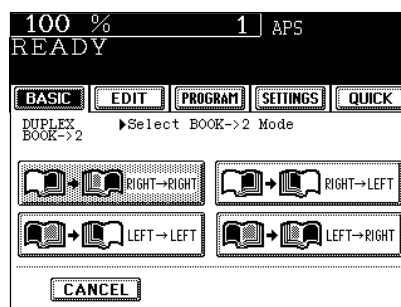 100 % 1 APS
READY
BASIC EDIT PROGRAM SETTINGS QUICK
DUPLEX ▶Select BOOK->2 Mode
BOOK->2
RIGHT→RIGHT RIGHT→LEFT
LEFT→LEFT LEFT→RIGHT
CANCEL